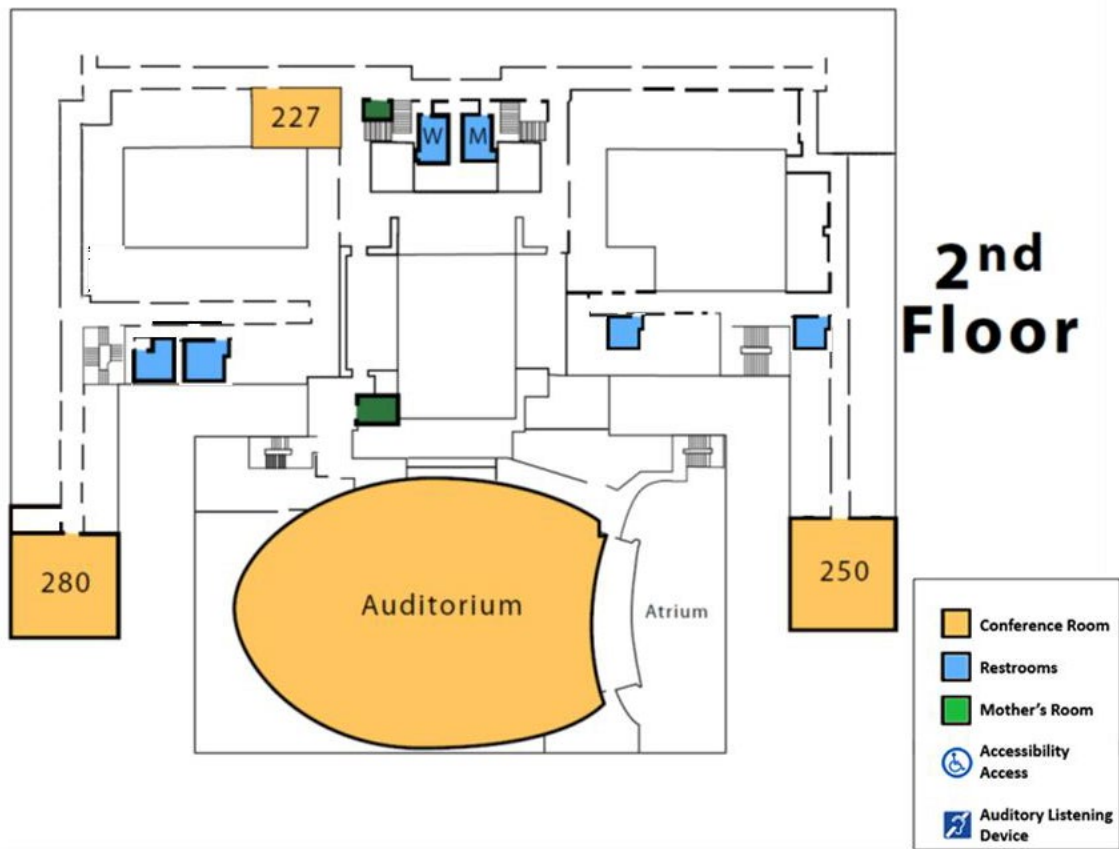 227
W
M
2nd
Floor
280
250
Auditorium
Atrium
Conference Room
Restrooms
Mother's Room
Accessibility
Access
Auditory Listening
Device